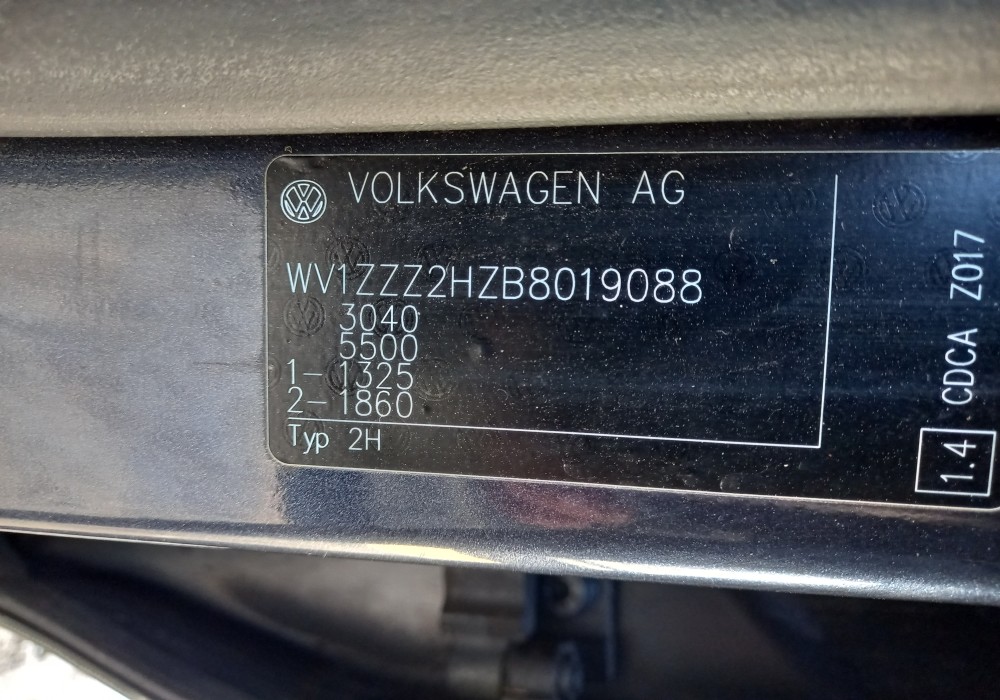 VOLKSWAGEN AG
WV1ZZZ2HZB8019088
3040
5500
1-1325
2-1860
Typ 2H
1.4 CDCA Z017